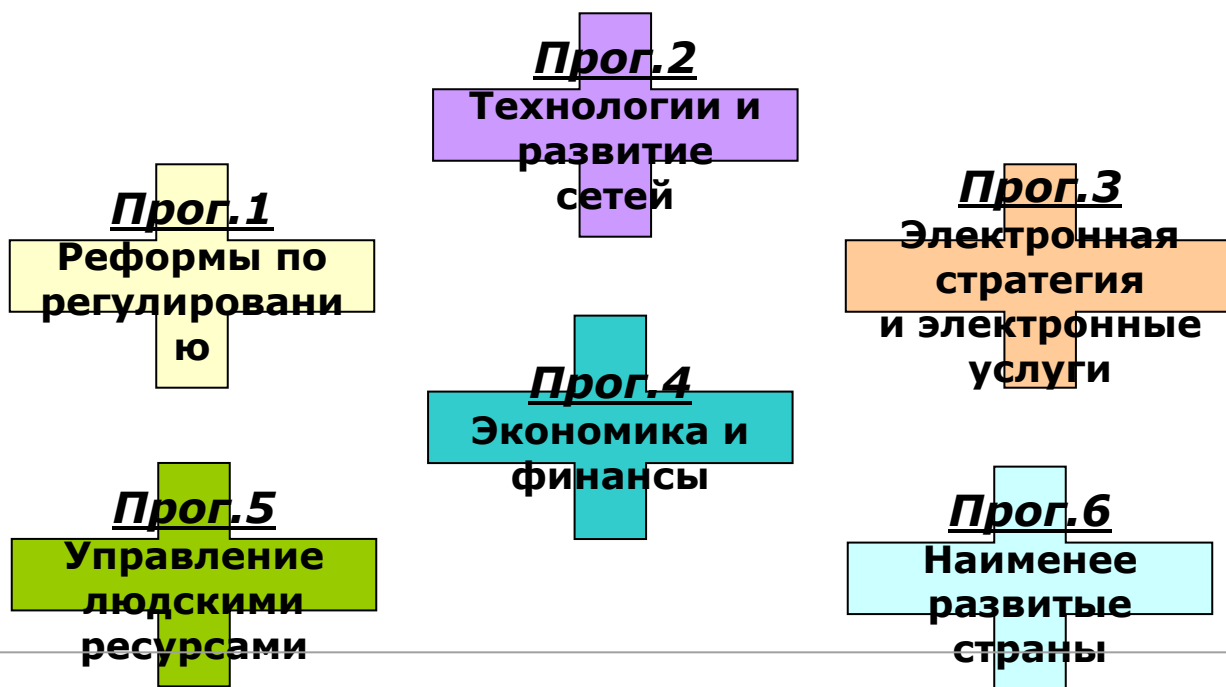 Прог.1
Реформы по
регулировани
ю
Прог.2
Технологии и
развитие
сетей
Прог.3
Электронная
стратегия
и электронные
услуги
Прог.4
Экономика и
финансы
Прог.5
Управление
людскими
ресурсами
Прог.6
Наименее
развитые
страны